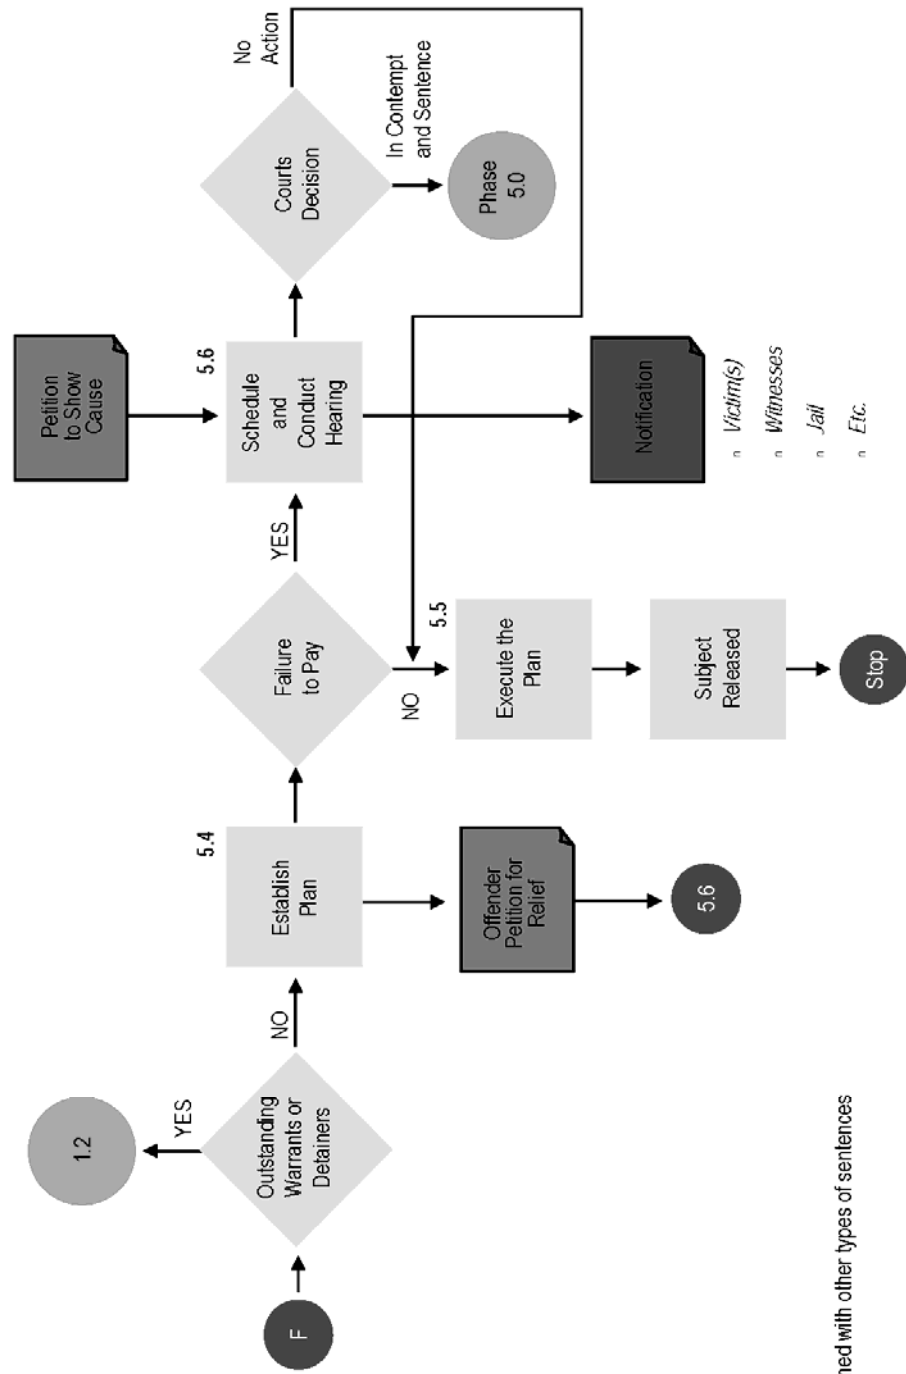 F
Outstanding
Warrants or
Detainers
YES
1.2
NO
5.4
Establish
Plan
Offender
Petition for
Relief
5.6
Failure
to Pay
NO
YES
5.5
Execute the
Plan
Subject
Released
Stop
Petition
to Show
Cause
5.6
Schedule
and
Conduct
Hearing
Notification
Victim(s)
Witnesses
Jail
Etc.
Courts
Decision
No
Action
In Contempt
and Sentence
Phase
5.0
with other types of sentences